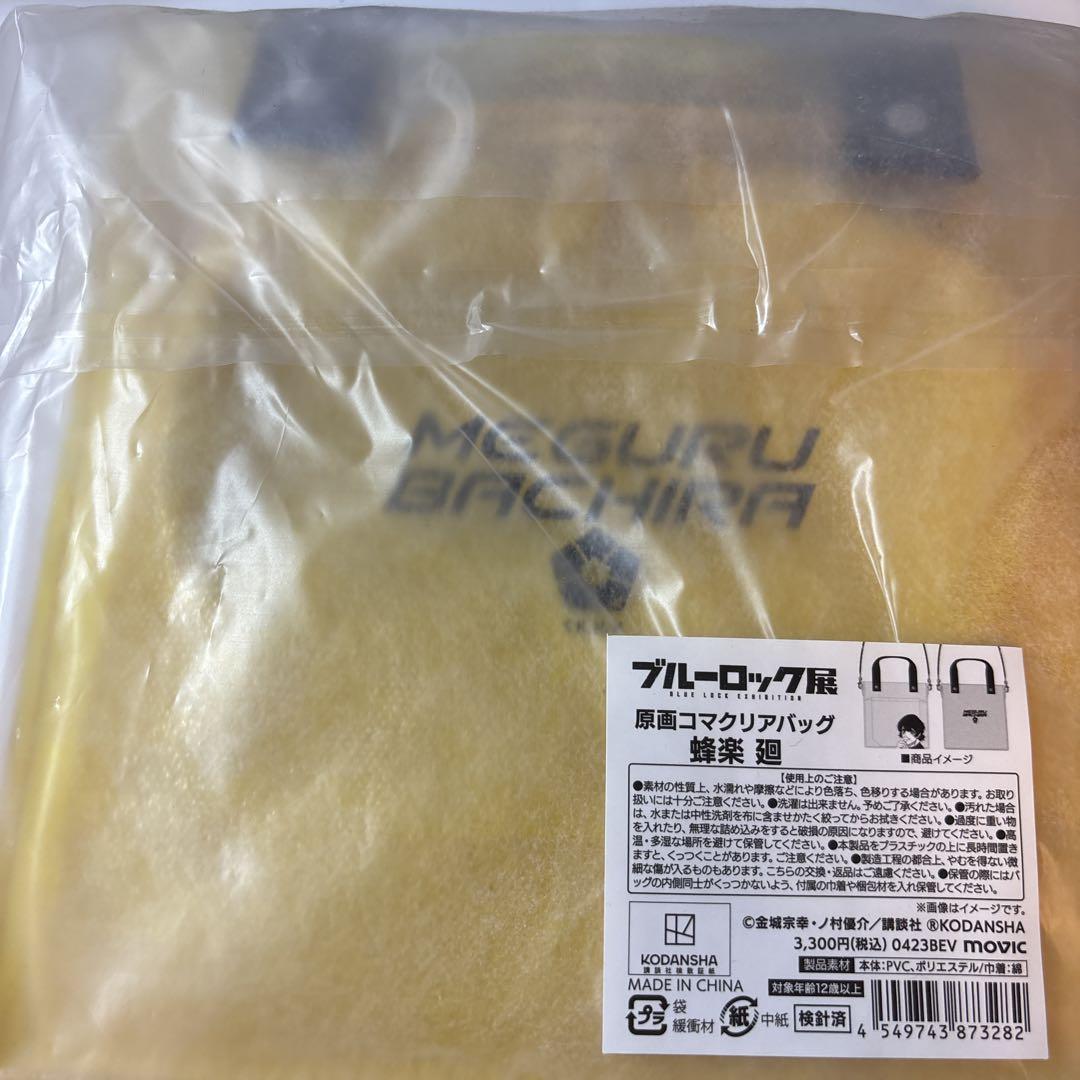 MEGURU
BACHIRA
ブルーロック展
BLUE LOCK EXHIBITION
原画コマクリアバッグ
蜂楽 廻
MEGURU
BACHIRA
■商品イメージ
【使用上のご注意】
●素材の性質上、水濡れや摩擦などにより色落ち、色移りする場合があります。お取り
扱いには十分ご注意ください。●洗濯は出来ません。予めご了承ください。●汚れた場合
は、水または中性洗剤を布に含ませかたく絞ってからお拭きください。●過度に重い物
を入れたり、無理な詰め込みをすると破損の原因になりますので、避けてください。●高
温・多湿な場所を避けて保管してください。●本製品をプラスチックの上に長時間置き
ますと、くっつくことがあります。ご注意ください。●製造工程の都合上、やむを得ない微
細な傷が入るものもあります。こちらの交換・返品はご遠慮ください。●保管の際にはバ
ッグの内側同士がくっつかないよう、付属の巾着や梱包材を入れ保管してください。
※画像はイメージです。
©金城宗幸・ノ村優介／講談社 ®KODANSHA
3,300円(税込) 0423BEV movic
KODANSHA
講談社検数証紙
製品素材 本体:PVC、ポリエステル/巾着:綿
MADE IN CHINA
対象年齢12歳以上
プラ 袋
緩衝材
紙 中紙
検針済
4 549743 873282